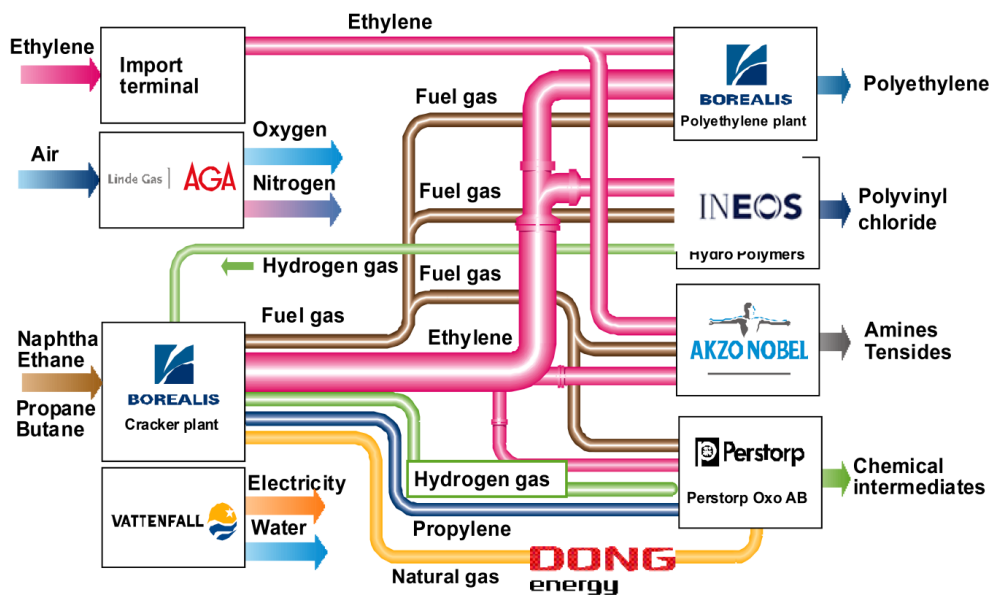 Ethylene
Ethylene
Import
terminal
Fuel gas
BOREALIS
Polyethylene plant
Polyethylene
Air
Linde Gas
AGA
Oxygen
Nitrogen
Fuel gas
INEOS
Hydro Polymers
Polyvinyl
chloride
Hydrogen gas
Fuel gas
Fuel gas
Ethylene
AKZO NOBEL
Amines
Tensides
Naphtha
Ethane
Propane
Butane
BOREALIS
Cracker plant
Hydrogen gas
Propylene
Perstorp
Perstorp Oxo AB
Chemical
intermediates
VATTENFALL
Electricity
Water
Natural gas
DONG
energy